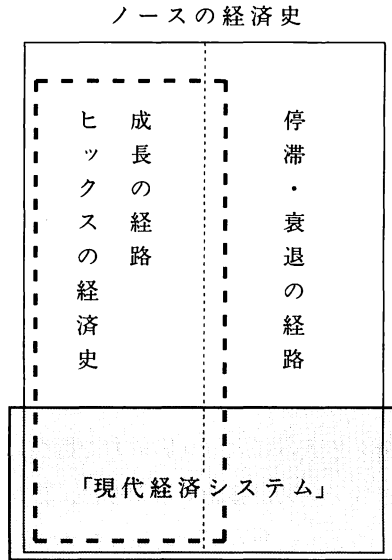 ノースの経済史
停滞・衰退の経路
成長の経路
ヒックスの経済史
「現代経済システム」